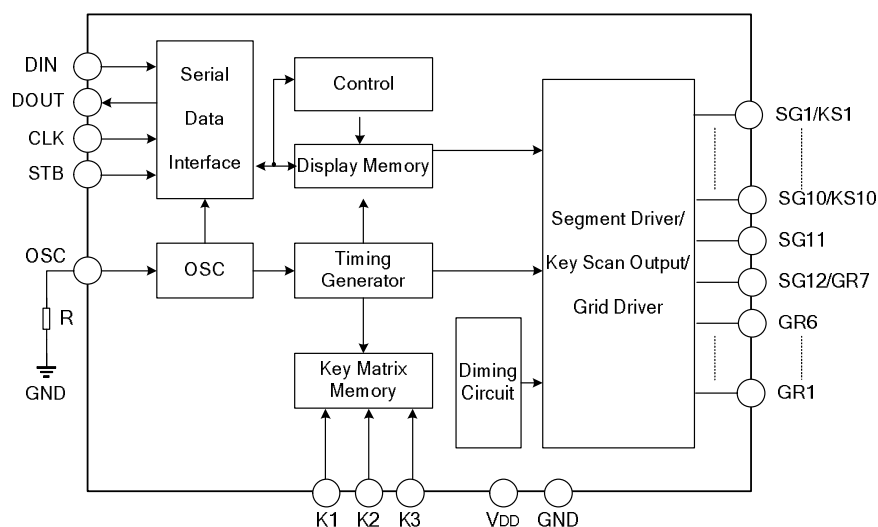 DIN
DOUT
CLK
STB
OSC
R
GND
Serial
Data
Interface
Control
Display Memory
OSC
Timing
Generator
Key Matrix
Memory
Diming
Circuit
Segment Driver/
Key Scan Output/
Grid Driver
SG1/KS1
SG10/KS10
SG11
SG12/GR7
GR6
GR1
K1
K2
K3
VDD
GND